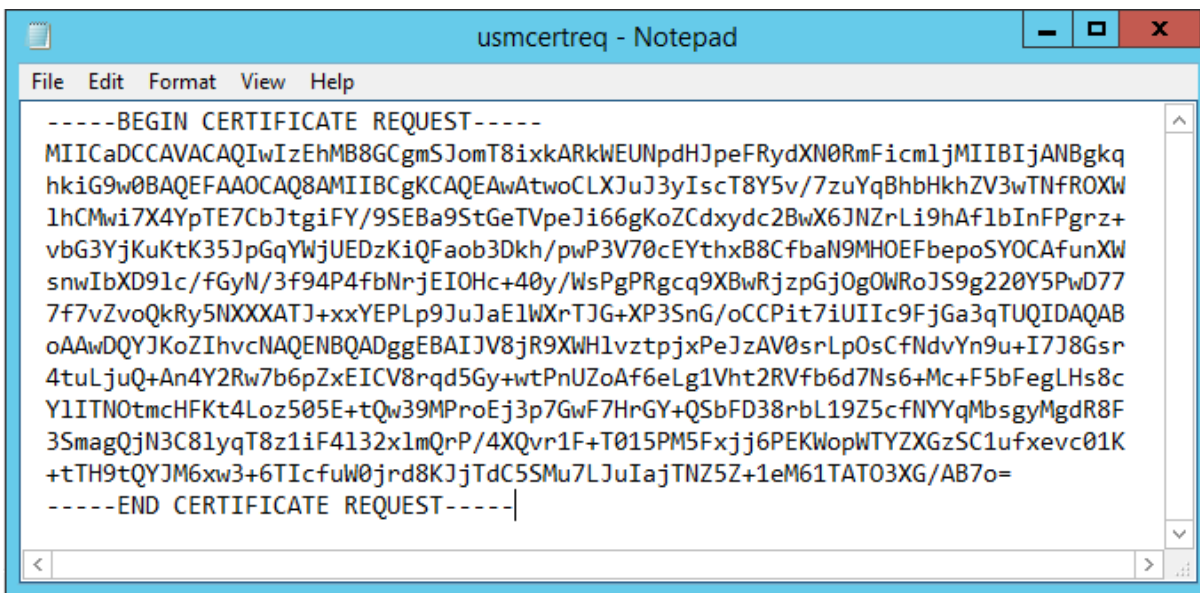 usmcertreq - Notepad
File Edit Format View Help
-----BEGIN CERTIFICATE REQUEST-----
MIICaDCCAVACAQIwIzEhMB8GCgmSJomT8ixkARkWEUNpdHJpeFRydXN0RmFicmljMIIBIjANBgkq
hkiG9w0BAQEFAAOCAQ8AMIIBCgKCAQEAwAtwoCLXJuJ3yIscT8Y5v/7zuYqBhbHkhZV3wTNfROXW
lhCMwi7X4YpTE7CbJtgiFY/9SEBa9StGeTVpeJi66gKoZCdxydc2BwX6JNZrLi9hAflbInFPgrz+
vbG3YjKuKtK35JpGqYWjUEDzKiQFaob3Dkh/pwP3V70cEYthxB8CfbaN9MHOEFbepoSYOCAfunXW
snwIbXD9lc/fGyN/3f94P4fbNrjEIOHc+40y/WsPgPRgcq9XBwRjzpGjOgOWRoJS9g220Y5PwD77
7f7vZvoQkRy5NXXXATJ+xxYEPLp9JuJaElWXrTJG+XP3SnG/oCCPit7iUIIc9FjGa3qTUQIDAQAB
oAAwDQYJKoZIhvcNAQENBQADggEBAIJV8jR9XWHlvztpjxPeJzAV0srLpOsCfNdvYn9u+I7J8Gsr
4tuLjuQ+An4Y2Rw7b6pZxEICV8rqd5Gy+wtPnUZoAf6eLg1Vht2RVfb6d7Ns6+Mc+F5bFegLHs8c
YlITNOtmcHFKt4Loz505E+tQw39MProEj3p7GwF7HrGY+QSbFD38rbL19Z5cfNYYqMbsgyMgdR8F
3SmagQjN3C8lyqT8z1iF4l32xlmQrP/4XQvr1F+T015PM5Fxjj6PEKWopWTYZXGzSC1ufxevc01K
+tTH9tQYJM6xw3+6TIcfuW0jrd8KJjTdC5SMu7LJuIajTNZ5Z+1eM61TATO3XG/AB7o=
-----END CERTIFICATE REQUEST-----